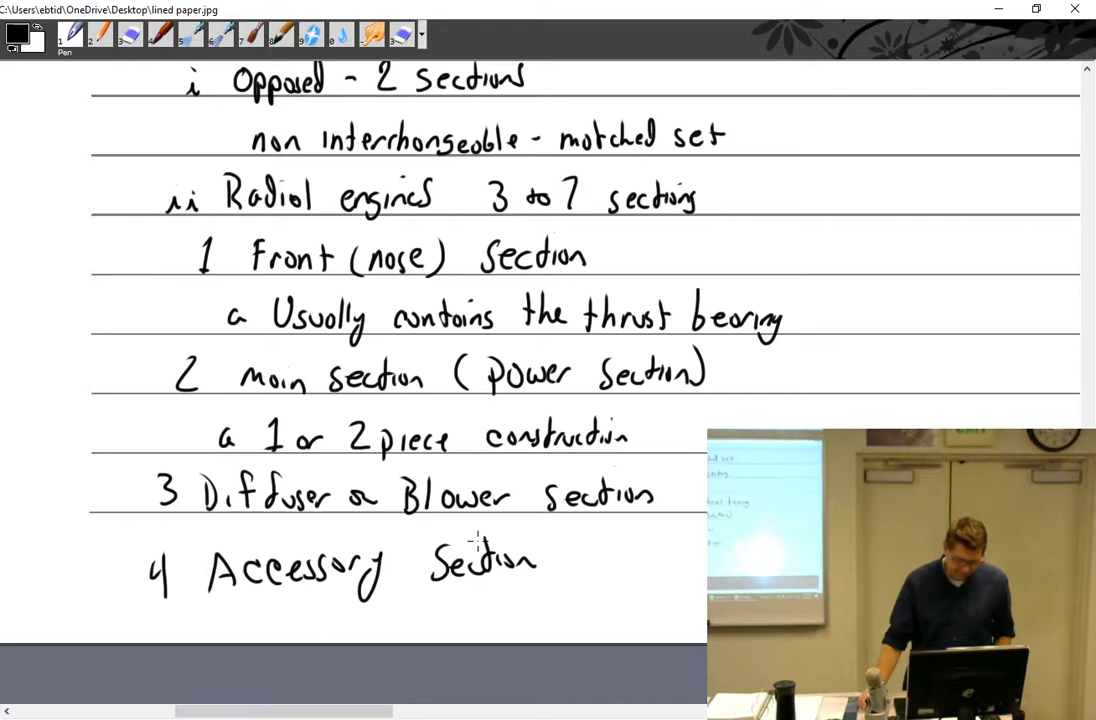 C:\Users\ebtid\OneDrive\Desktop\lined paper.jpg
Pen
i Opposed - 2 sections
non interchangeable - matched set
ii Radial engines 3 to 7 sections
1 Front (nose) Section
a Usually contains the thrust bearing
2 main section (power section)
a 1 or 2 piece construction
3 Diffuser or Blower section
4 Accessory Section